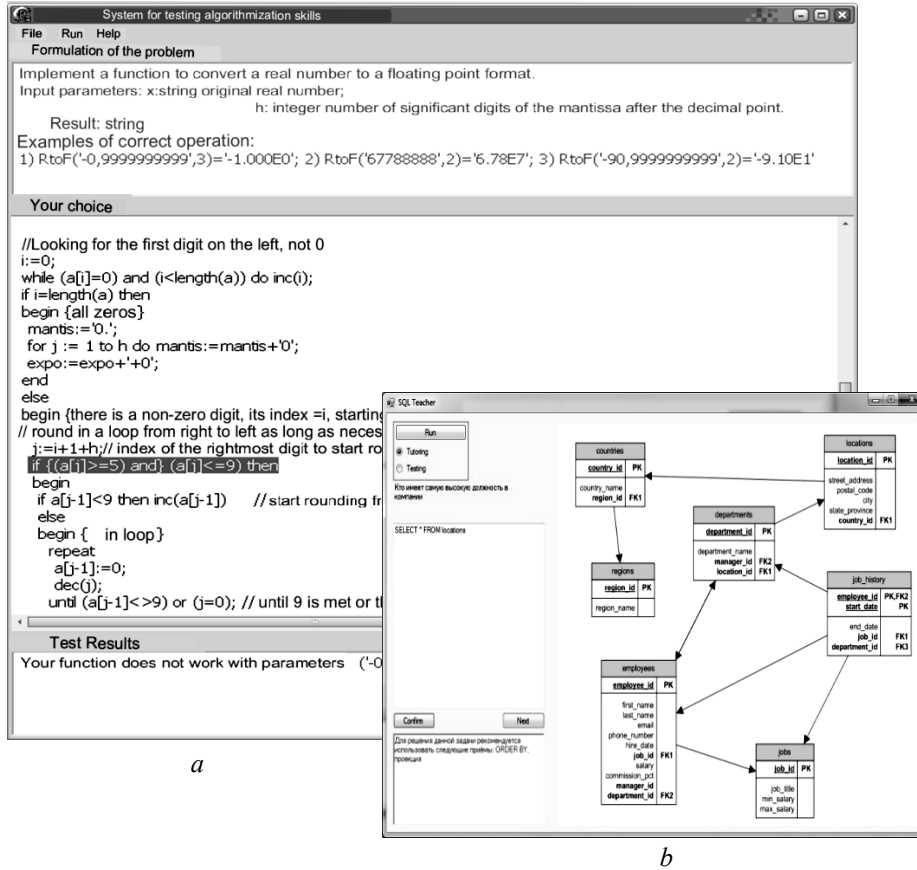 System for testing algorithmization skills
File Run Help
Formulation of the problem
Implement a function to convert a real number to a floating point format.
Input parameters: x:string original real number;
h: integer number of significant digits of the mantissa after the decimal point.
Result: string
Examples of correct operation:
1) RtoF('-0,9999999999',3)='-1.000E0'; 2) RtoF('67788888',2)='6.78E7'; 3) RtoF('-90,9999999999',2)='-9.10E1'
Your choice
//Looking for the first digit on the left, not 0
i:=0;
while (a[i]=0) and (i<length(a)) do inc(i);
if i=length(a) then
begin {all zeros}
mantis:='0.';
for j := 1 to h do mantis:=mantis+'0';
expo:=expo+'+0';
end
else
begin {there is a non-zero digit, its index =i, starting
// round in a loop from right to left as long as neces
j:=i+1+h;// index of the rightmost digit to start ro
if {(a[j]>=5) and} (a[j]<=9) then
begin
if a[j-1]<9 then inc(a[j-1]) //start rounding fr
else
begin { in loop}
repeat
a[j-1]:=0;
dec(j);
until (a[j-1]<>9) or (j=0); // until 9 is met or th
Test Results
Your function does not work with parameters ('-0
a
SQL Teacher
Run
Tutoring
Testing
Кто имеет самую высокую должность в
компании
SELECT * FROM locations
Confirm Next
Для решения данной задачи рекомендуется
использовать следующие приёмы: ORDER BY,
проекция
countries
country_id PK
country_name
region_id FK1
locations
location_id PK
street_address
postal_code
city
state_province
country_id FK1
departments
department_id PK
department_name
manager_id FK2
location_id FK1
regions
region_id PK
region_name
job_history
employee_id PK,FK2
start_date PK
end_date
job_id FK1
department_id FK3
employees
employee_id PK
first_name
last_name
email
phone_number
hire_date
job_id FK1
salary
commission_pct
manager_id
department_id FK2
jobs
job_id PK
job_title
min_salary
max_salary
b